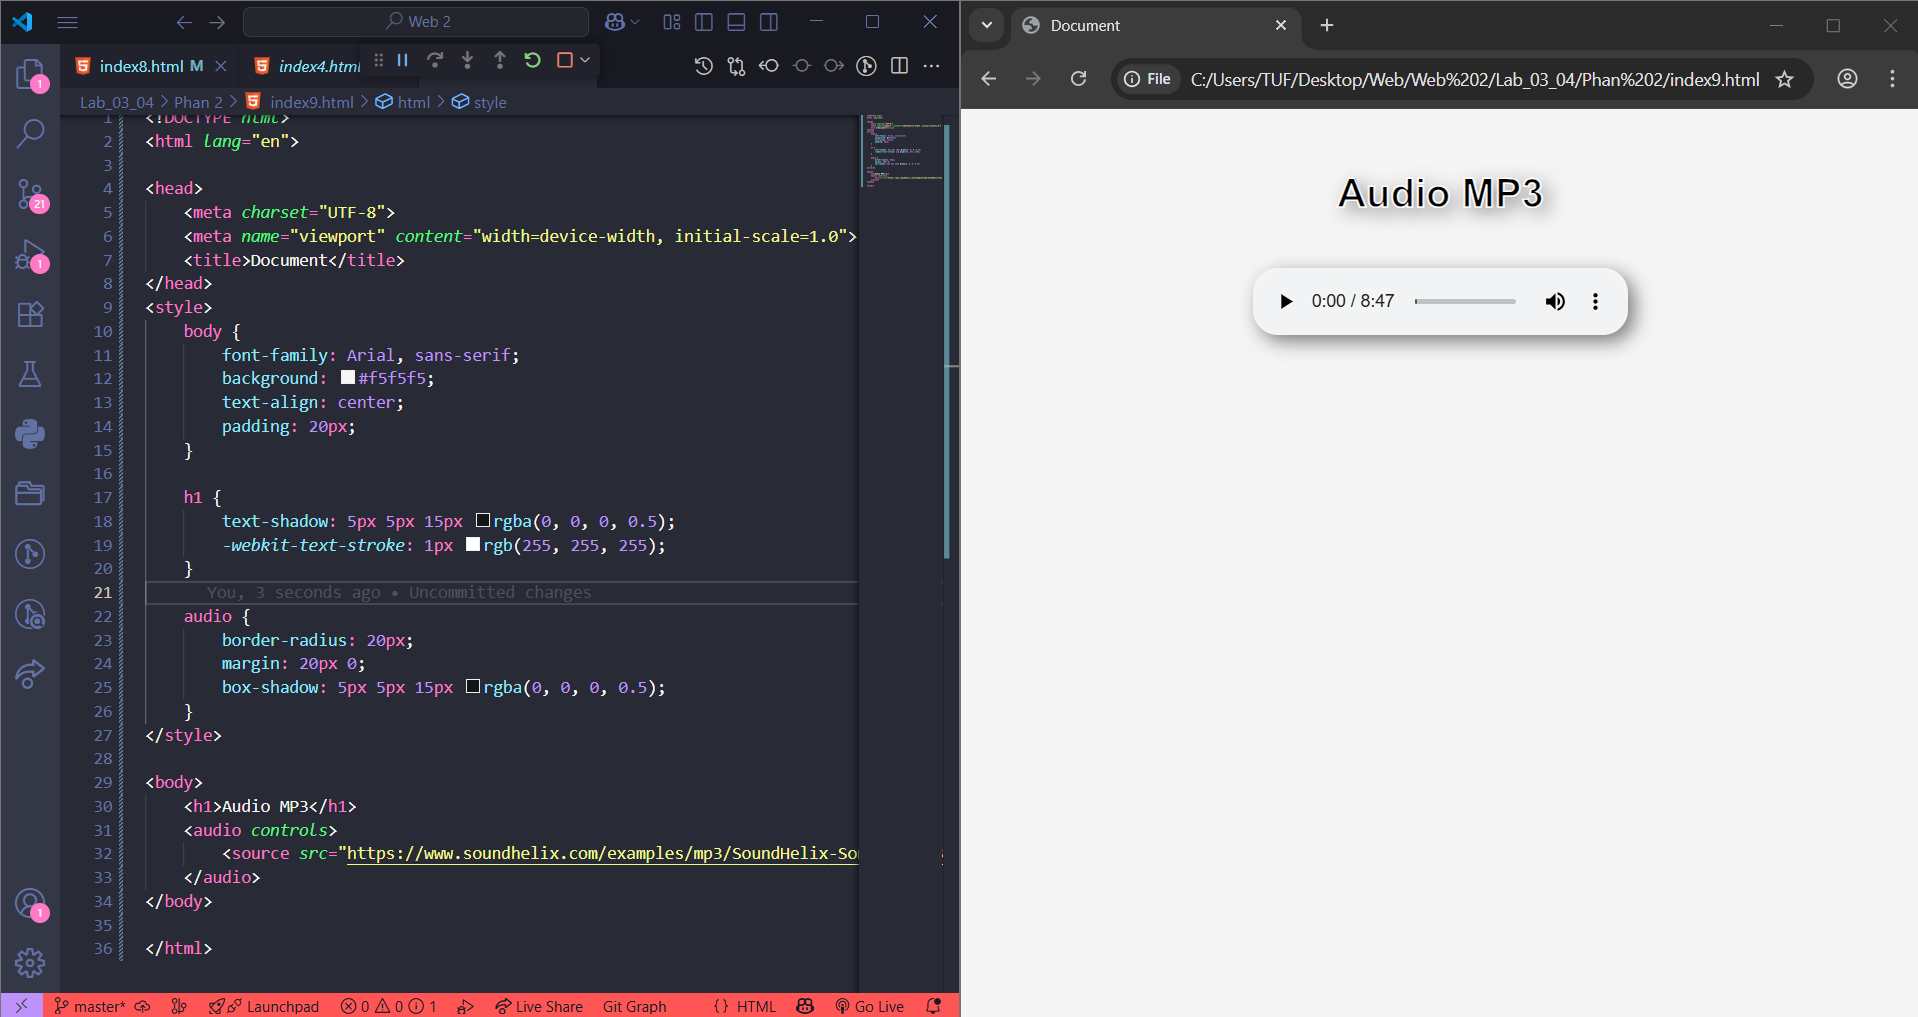 Web 2
index8.html M
index4.html
Lab_03_04 > Phan 2 > index9.html > html > style
1 <!DOCTYPE html>
2 <html lang="en">
3
4 <head>
5 <meta charset="UTF-8">
6 <meta name="viewport" content="width=device-width, initial-scale=1.0">
7 <title>Document</title>
8 </head>
9 <style>
10 body {
11 font-family: Arial, sans-serif;
12 background: #f5f5f5;
13 text-align: center;
14 padding: 20px;
15 }
16
17 h1 {
18 text-shadow: 5px 5px 15px rgba(0, 0, 0, 0.5);
19 -webkit-text-stroke: 1px rgb(255, 255, 255);
20 }
21 You, 3 seconds ago • Uncommitted changes
22 audio {
23 border-radius: 20px;
24 margin: 20px 0;
25 box-shadow: 5px 5px 15px rgba(0, 0, 0, 0.5);
26 }
27 </style>
28
29 <body>
30 <h1>Audio MP3</h1>
31 <audio controls>
32 <source src="https://www.soundhelix.com/examples/mp3/SoundHelix-So
33 </audio>
34 </body>
35
36 </html>
1
21
1
1
master* Launchpad 0 0 1 Live Share Git Graph { } HTML Go Live
Document
File C:/Users/TUF/Desktop/Web/Web%202/Lab_03_04/Phan%202/index9.html
Audio MP3
0:00 / 8:47